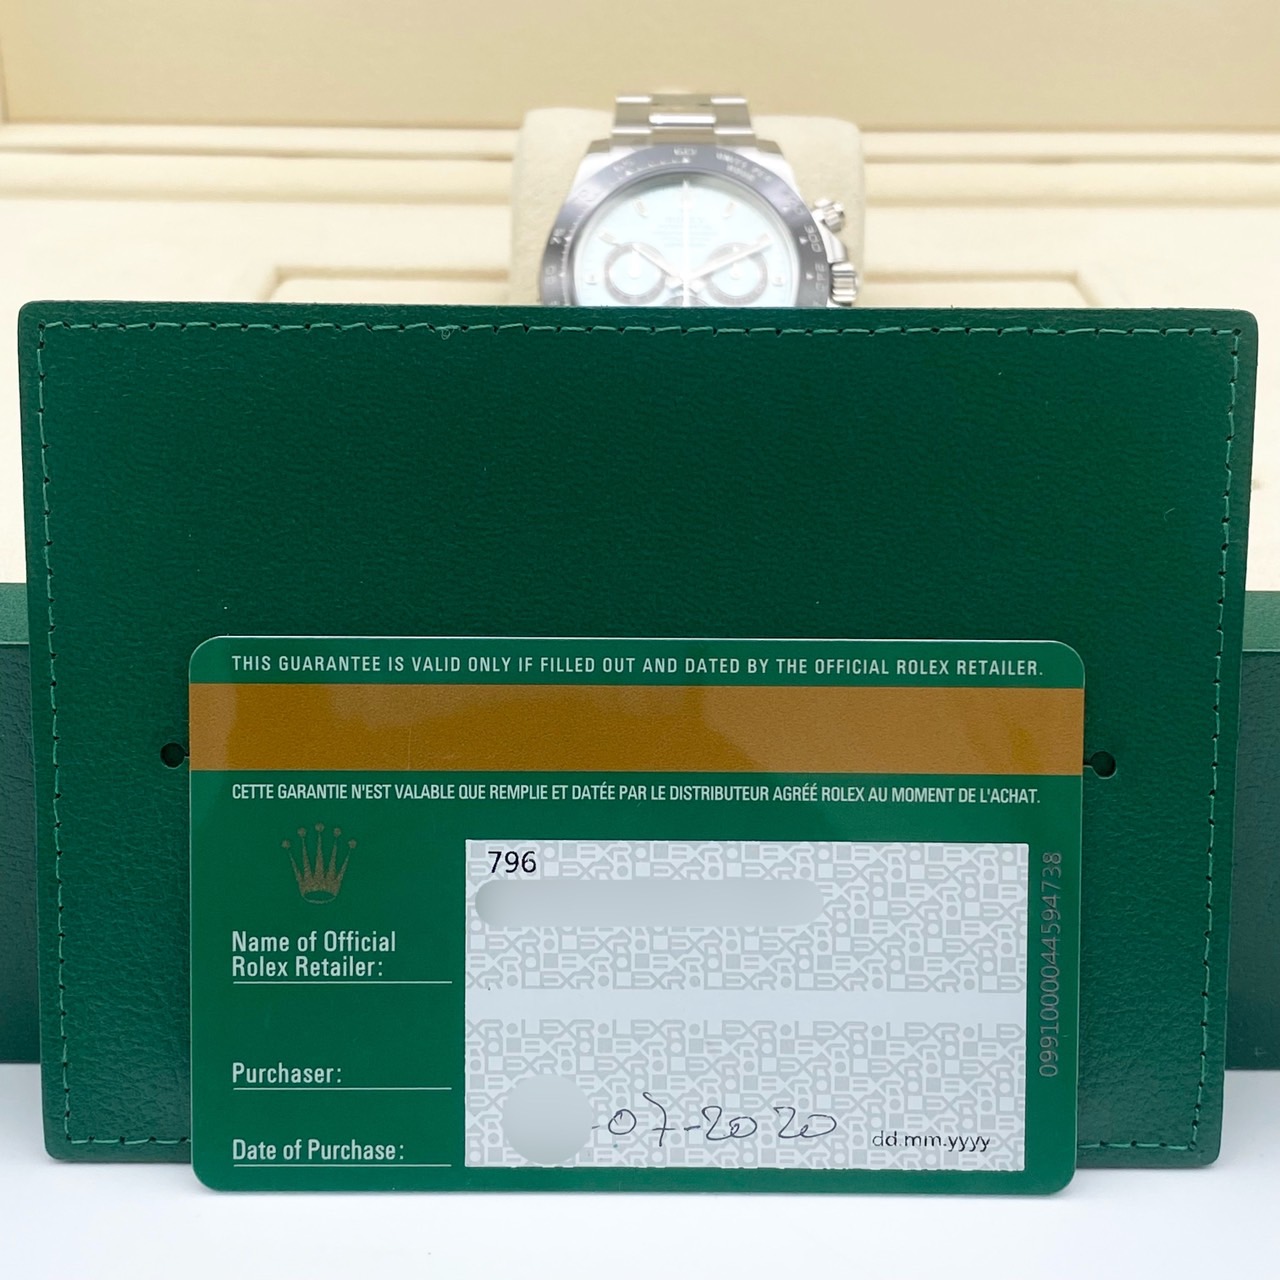 THIS GUARANTEE IS VALID ONLY IF FILLED OUT AND DATED BY THE OFFICIAL ROLEX RETAILER.
CETTE GARANTIE N'EST VALABLE QUE REMPLIE ET DATÉE PAR LE DISTRIBUTEUR AGRÉÉ ROLEX AU MOMENT DE L'ACHAT.
796
Name of Official
Rolex Retailer:
Purchaser:
Date of Purchase:
-07-2020
dd.mm.yyyy
0991000044594738